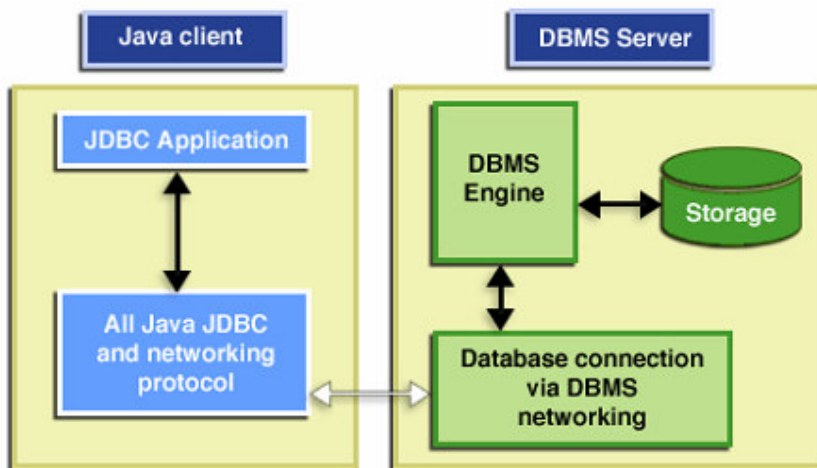 Java client
DBMS Server
JDBC Application
DBMS
Engine
Storage
All Java JDBC
and networking
protocol
Database connection
via DBMS
networking